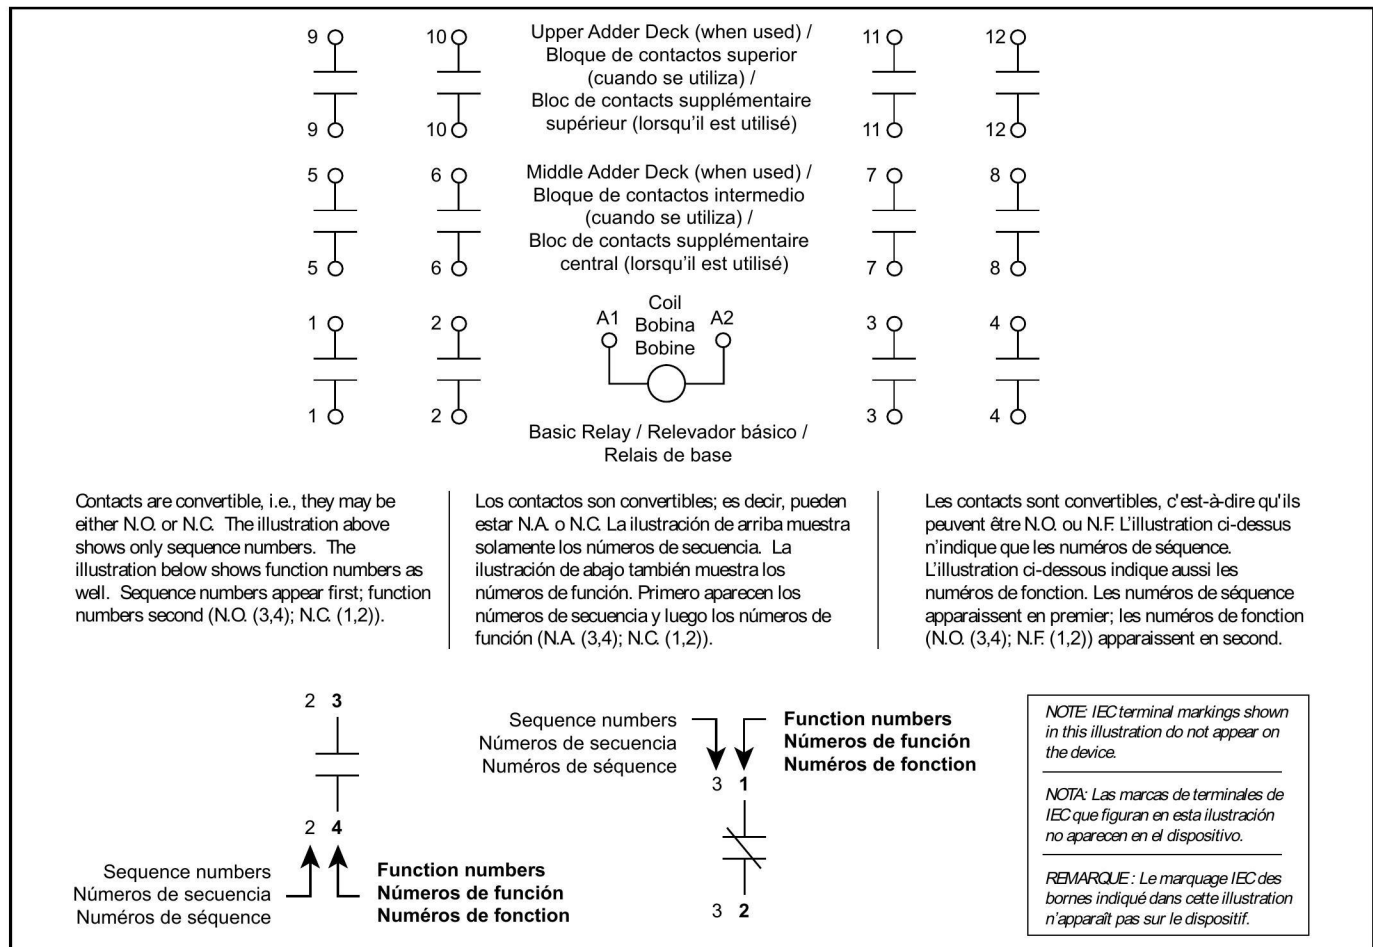 9
10
Upper Adder Deck (when used) /
Bloque de contactos superior
(cuando se utiliza) /
Bloc de contacts supplémentaire
supérieur (lorsqu'il est utilisé)
11
12
9
10
11
12
5
6
Middle Adder Deck (when used) /
Bloque de contactos intermedio
(cuando se utiliza) /
Bloc de contacts supplémentaire
central (lorsqu'il est utilisé)
7
8
5
6
7
8
1
2
A1
Coil
Bobina
Bobine
A2
3
4
1
2
3
4
Basic Relay / Relevador básico /
Relais de base
Contacts are convertible, i.e., they may be
either N.O. or N.C. The illustration above
shows only sequence numbers. The
illustration below shows function numbers as
well. Sequence numbers appear first; function
numbers second (N.O. (3,4); N.C. (1,2)).
Los contactos son convertibles; es decir, pueden
estar N.A. o N.C. La ilustración de arriba muestra
solamente los números de secuencia. La
ilustración de abajo también muestra los
números de función. Primero aparecen los
números de secuencia y luego los números de
función (N.A. (3,4); N.C. (1,2)).
Les contacts sont convertibles, c'est-à-dire qu'ils
peuvent être N.O. ou N.F. L'illustration ci-dessus
n'indique que les numéros de séquence.
L'illustration ci-dessous indique aussi les
numéros de fonction. Les numéros de séquence
apparaissent en premier; les numéros de fonction
(N.O. (3,4); N.F. (1,2)) apparaissent en second.
2 3
2 4
Sequence numbers
Números de secuencia
Numéros de séquence
Function numbers
Números de función
Numéros de fonction
Sequence numbers
Números de secuencia
Numéros de séquence
Function numbers
Números de función
Numéros de fonction
3 1
3 2
NOTE: IEC terminal markings shown
in this illustration do not appear on
the device.
NOTA: Las marcas de terminales de
IEC que figuran en esta ilustración
no aparecen en el dispositivo.
REMARQUE : Le marquage IEC des
bornes indiqué dans cette illustration
n'apparaît pas sur le dispositif.